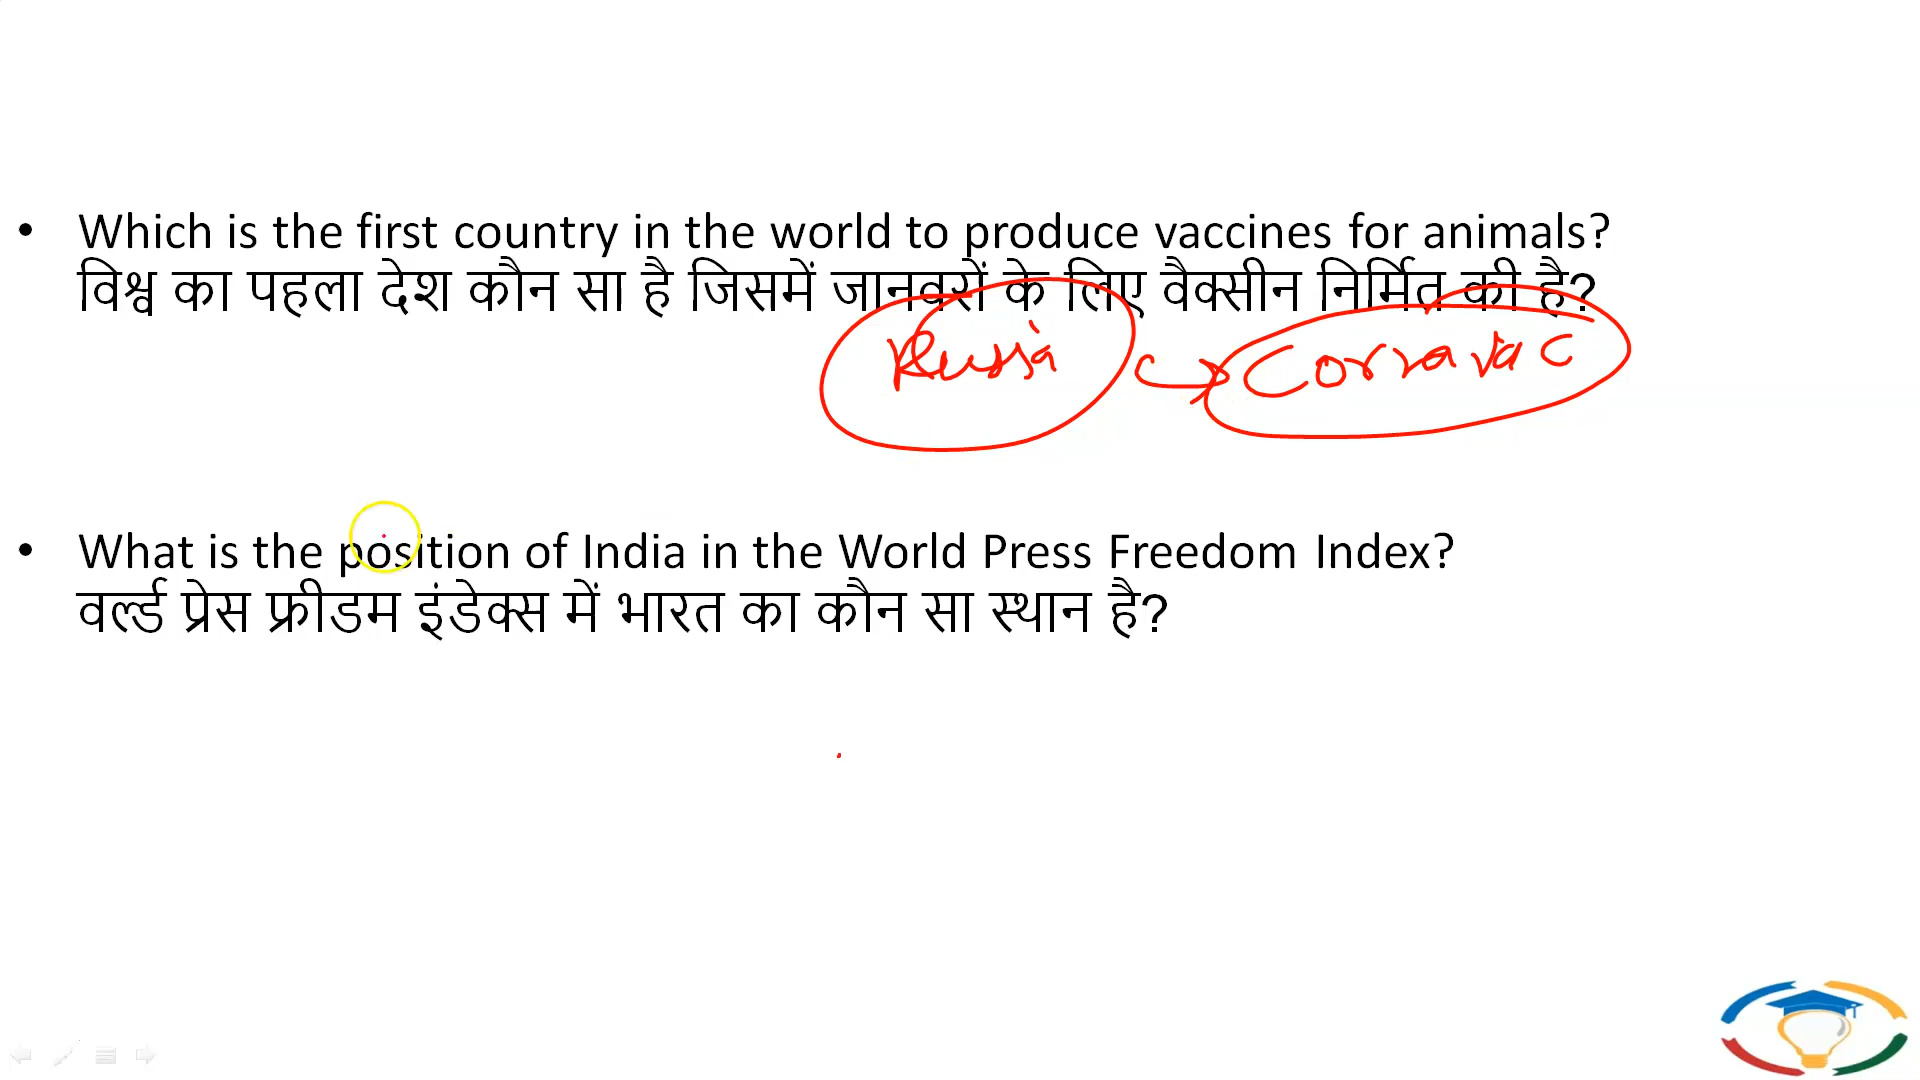 • Which is the first country in the world to produce vaccines for animals?
विश्व का पहला देश कौन सा है जिसमें जानवरों के लिए वैक्सीन निर्मित की है?
Russia → Cornavac
• What is the position of India in the World Press Freedom Index?
वर्ल्ड प्रेस फ्रीडम इंडेक्स में भारत का कौन सा स्थान है?